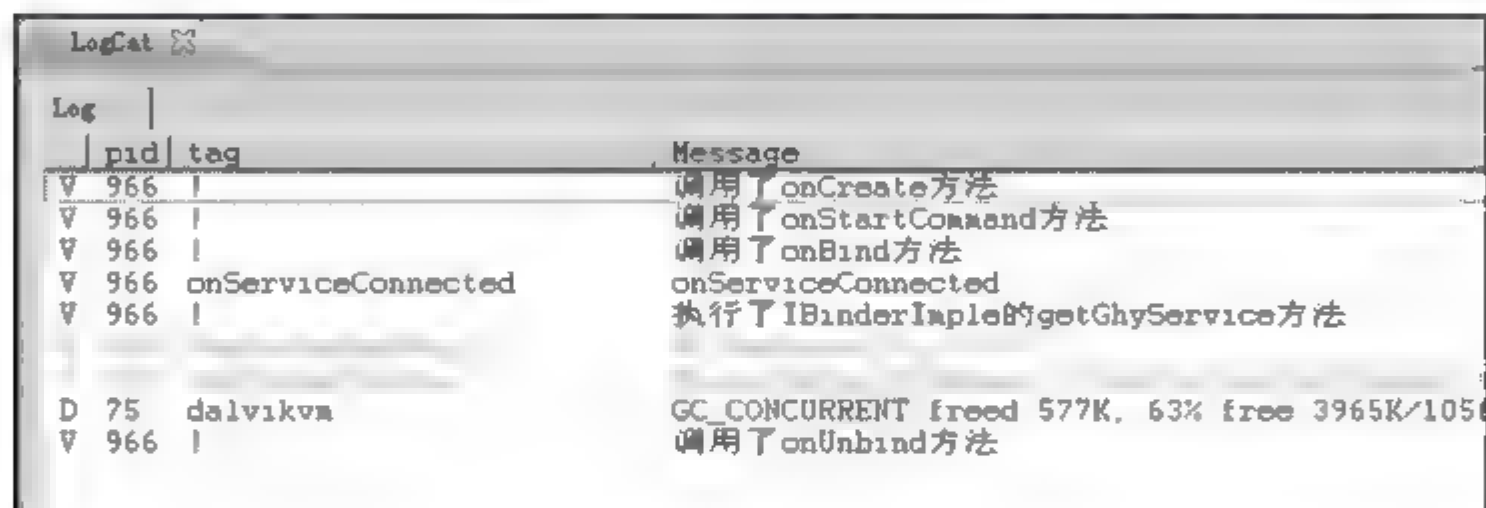 LogCat
Log
pid tag Message
V 966 ! 调用了onCreate方法
V 966 ! 调用了onStartCommand方法
V 966 ! 调用了onBind方法
V 966 onServiceConnected onServiceConnected
V 966 ! 执行了IBinderImple的getGhyService方法
D 75 dalvikvm GC_CONCURRENT freed 577K, 63% free 3965K/105
V 966 ! 调用了onUnbind方法